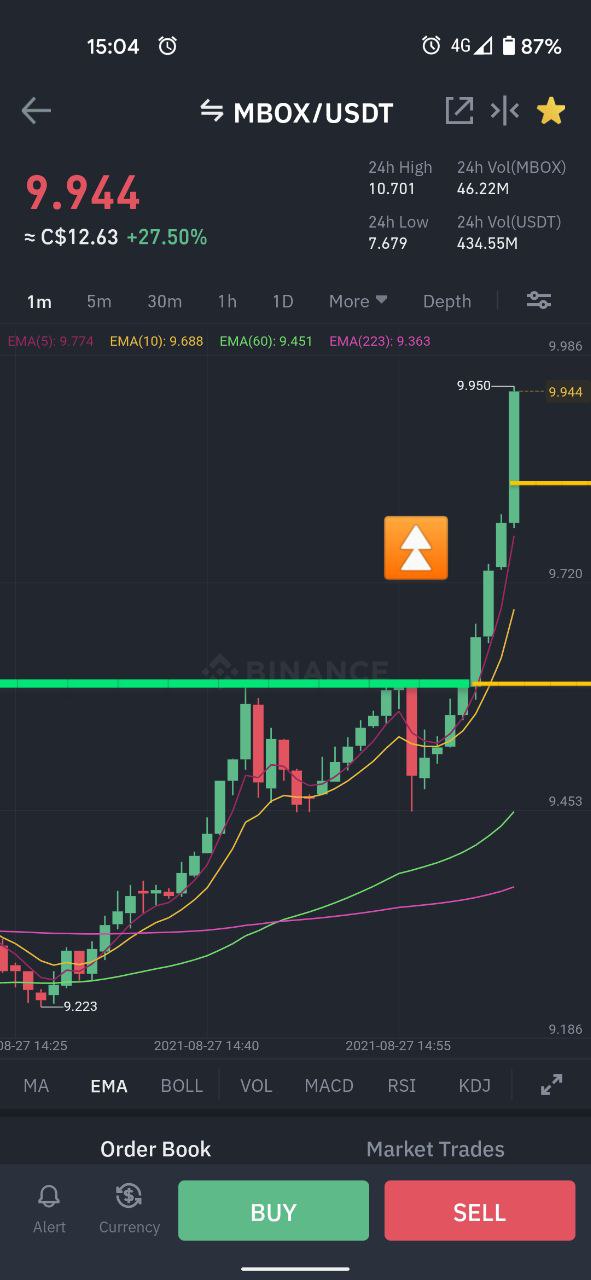 15:04
4G 87%
MBOX/USDT
9.944
≈ C$12.63 +27.50%
24h High
10.701
24h Vol(MBOX)
46.22M
24h Low
7.679
24h Vol(USDT)
434.55M
1m 5m 30m 1h 1D More Depth
EMA(5): 9.774 EMA(10): 9.688 EMA(60): 9.451 EMA(223): 9.363
9.986
9.950
9.944
9.720
BINANCE
9.453
9.223
9.186
08-27 14:25 2021-08-27 14:40 2021-08-27 14:55
MA EMA BOLL VOL MACD RSI KDJ
Order Book Market Trades
Alert Currency BUY SELL